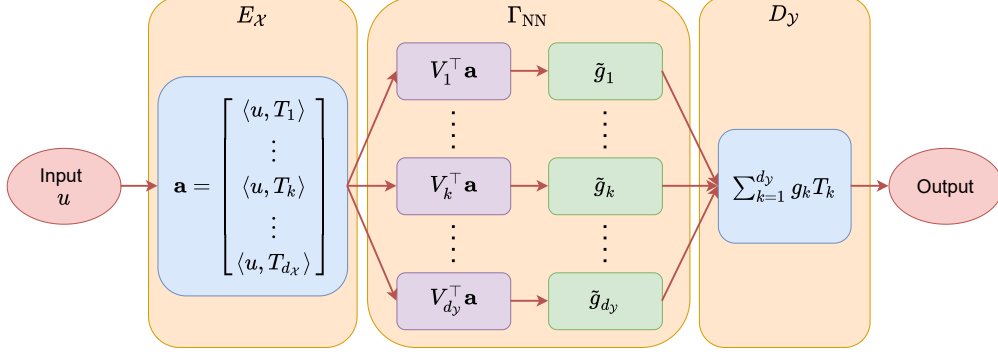 E_𝒳
Γ_NN
D_𝒴
Input
u
a = [⟨u, T_1⟩
⋮
⟨u, T_k⟩
⋮
⟨u, T_{d_𝒳}⟩]
V_1^⊤ a
g̃_1
⋮
⋮
V_k^⊤ a
g̃_k
⋮
⋮
V_{d_𝒴}^⊤ a
g̃_{d_𝒴}
∑_{k=1}^{d_𝒴} g_k T_k
Output